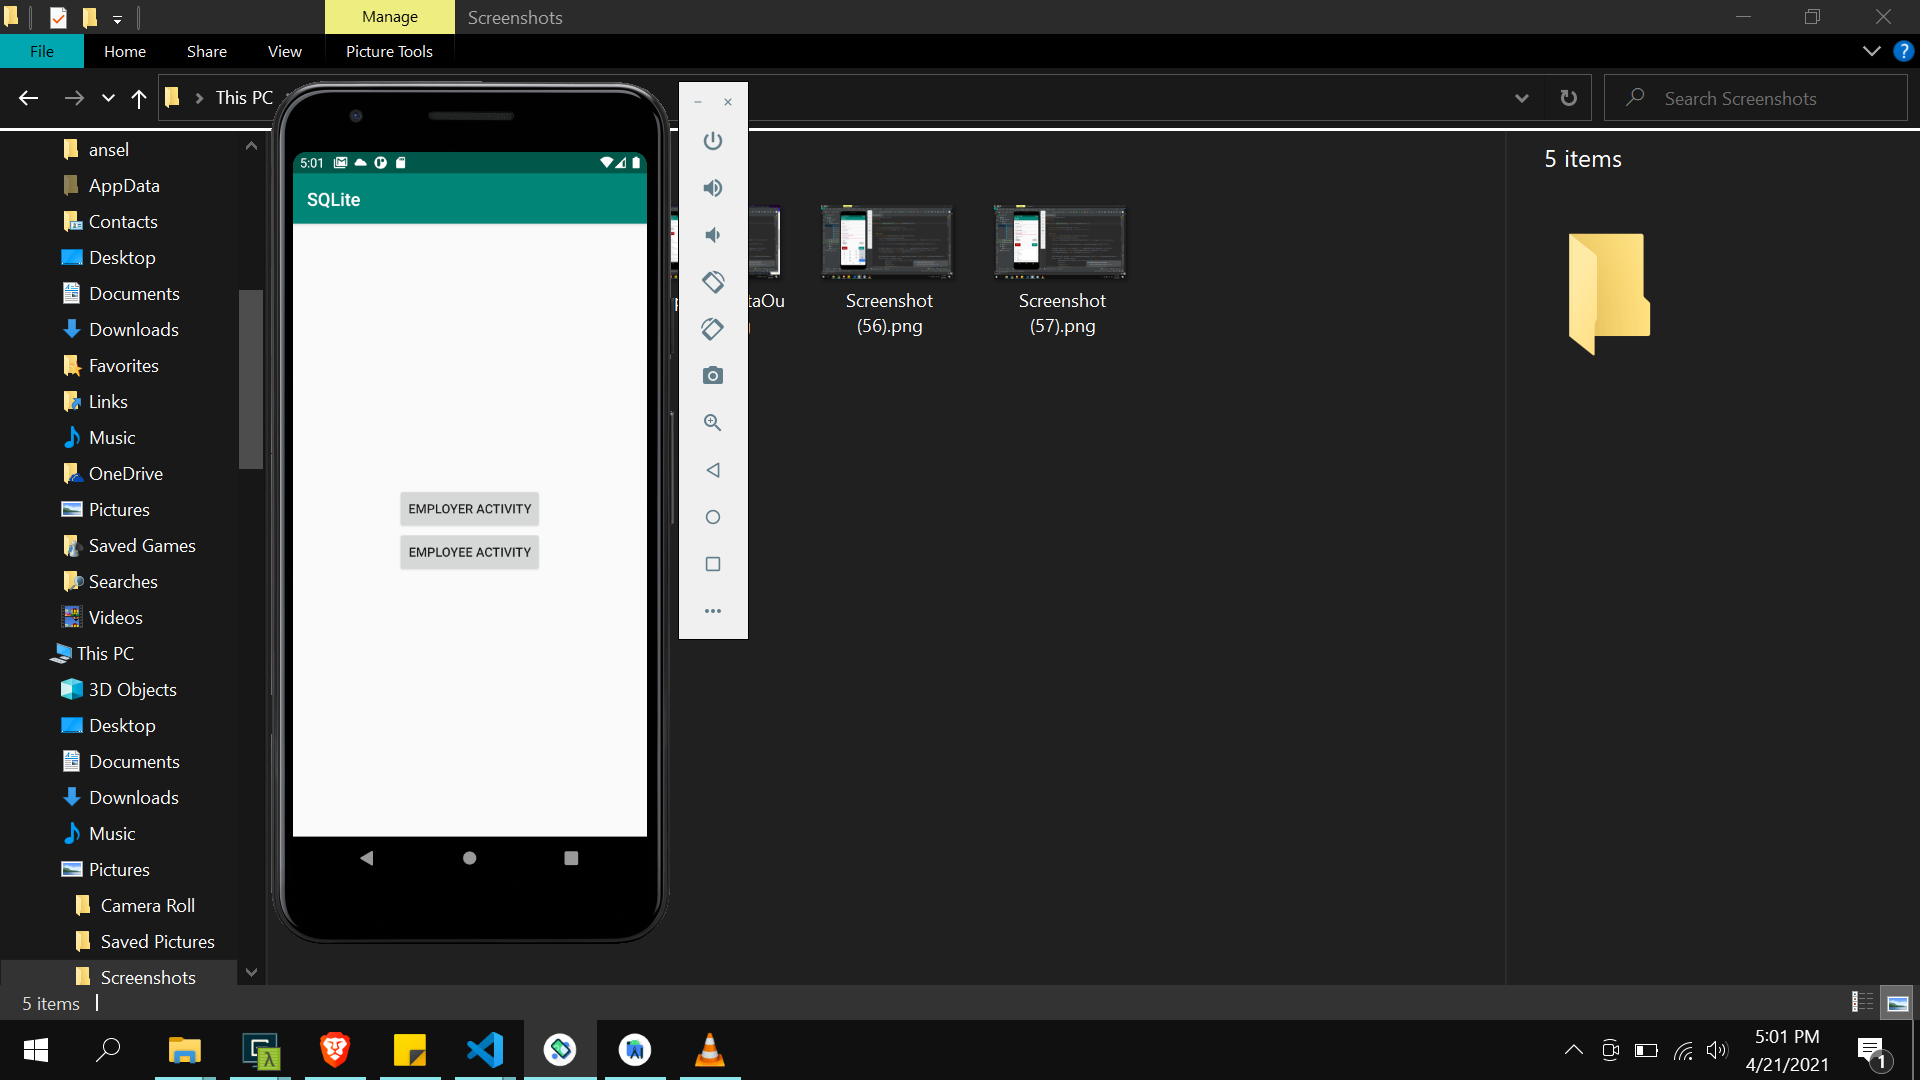 Manage
Screenshots
File
Home
Share
View
Picture Tools
This PC
Search Screenshots
ansel
AppData
Contacts
Desktop
Documents
Downloads
Favorites
Links
Music
OneDrive
Pictures
Saved Games
Searches
Videos
This PC
3D Objects
Desktop
Documents
Downloads
Music
Pictures
Camera Roll
Saved Pictures
Screenshots
5:01
SQLite
EMPLOYER ACTIVITY
EMPLOYEE ACTIVITY
taOu
Screenshot
(56).png
Screenshot
(57).png
5 items
5 items
5:01 PM
4/21/2021
1